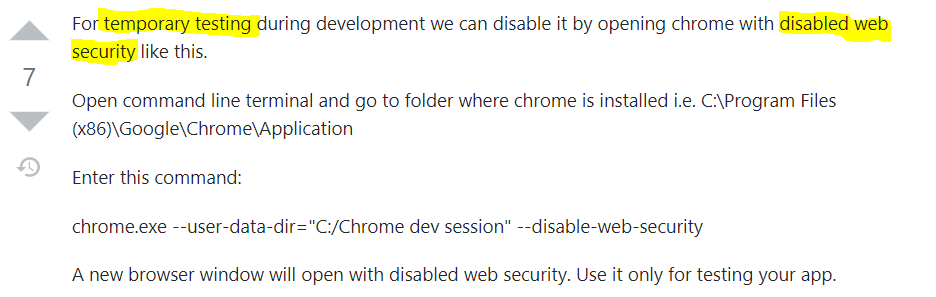 For temporary testing during development we can disable it by opening chrome with disabled web
security like this.
7
Open command line terminal and go to folder where chrome is installed i.e. C:\Program Files
(x86)\Google\Chrome\Application
Enter this command:
chrome.exe --user-data-dir="C:/Chrome dev session" --disable-web-security
A new browser window will open with disabled web security. Use it only for testing your app.